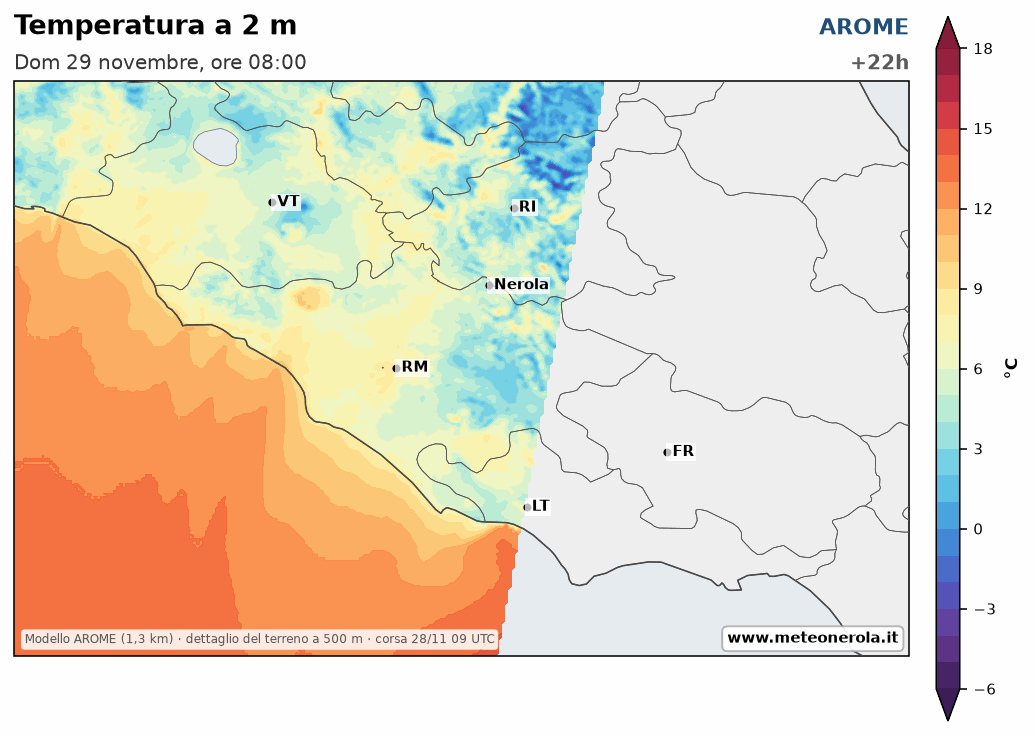 Temperatura a 2 m
AROME
Dom 29 novembre, ore 08:00
+22h
VT
RI
Nerola
RM
FR
LT
Modello AROME (1,3 km) · dettaglio del terreno a 500 m · corsa 28/11 09 UTC
www.meteonerola.it
18
15
12
9
6
3
0
−3
−6
°C